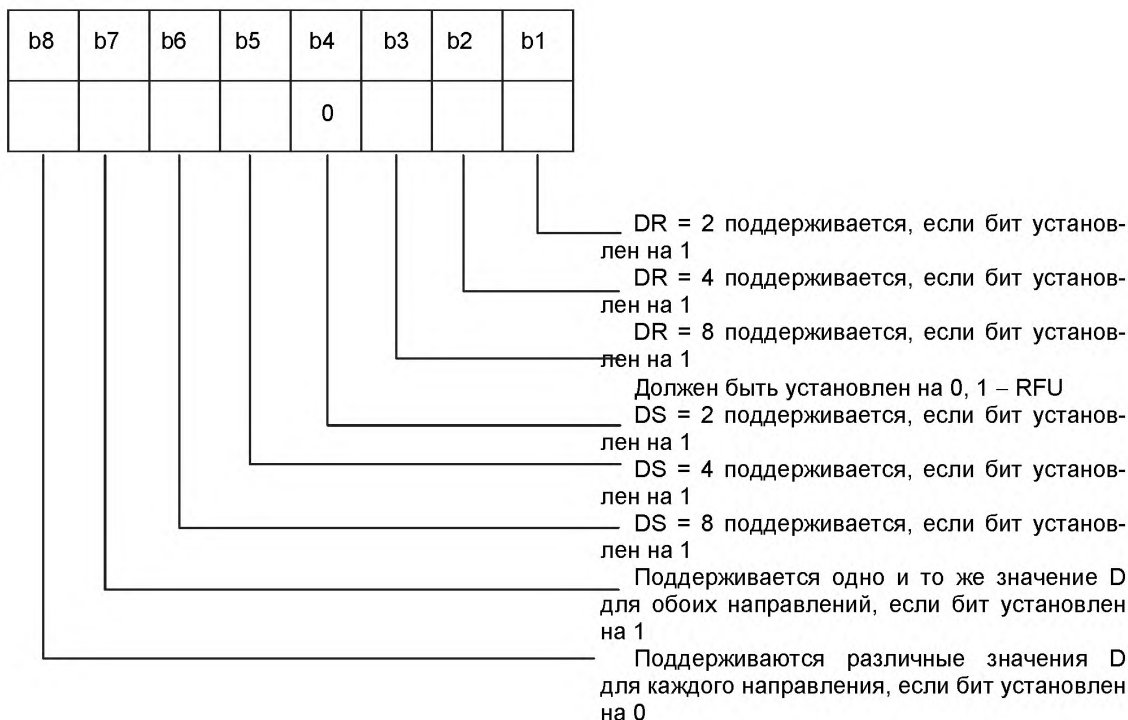 b8 b7 b6 b5 b4 b3 b2 b1
0
DR = 2 поддерживается, если бит установ-
лен на 1
DR = 4 поддерживается, если бит установ-
лен на 1
DR = 8 поддерживается, если бит установ-
лен на 1
Должен быть установлен на 0, 1 – RFU
DS = 2 поддерживается, если бит установ-
лен на 1
DS = 4 поддерживается, если бит установ-
лен на 1
DS = 8 поддерживается, если бит установ-
лен на 1
Поддерживается одно и то же значение D
для обоих направлений, если бит установлен
на 1
Поддерживаются различные значения D
для каждого направления, если бит установлен
на 0